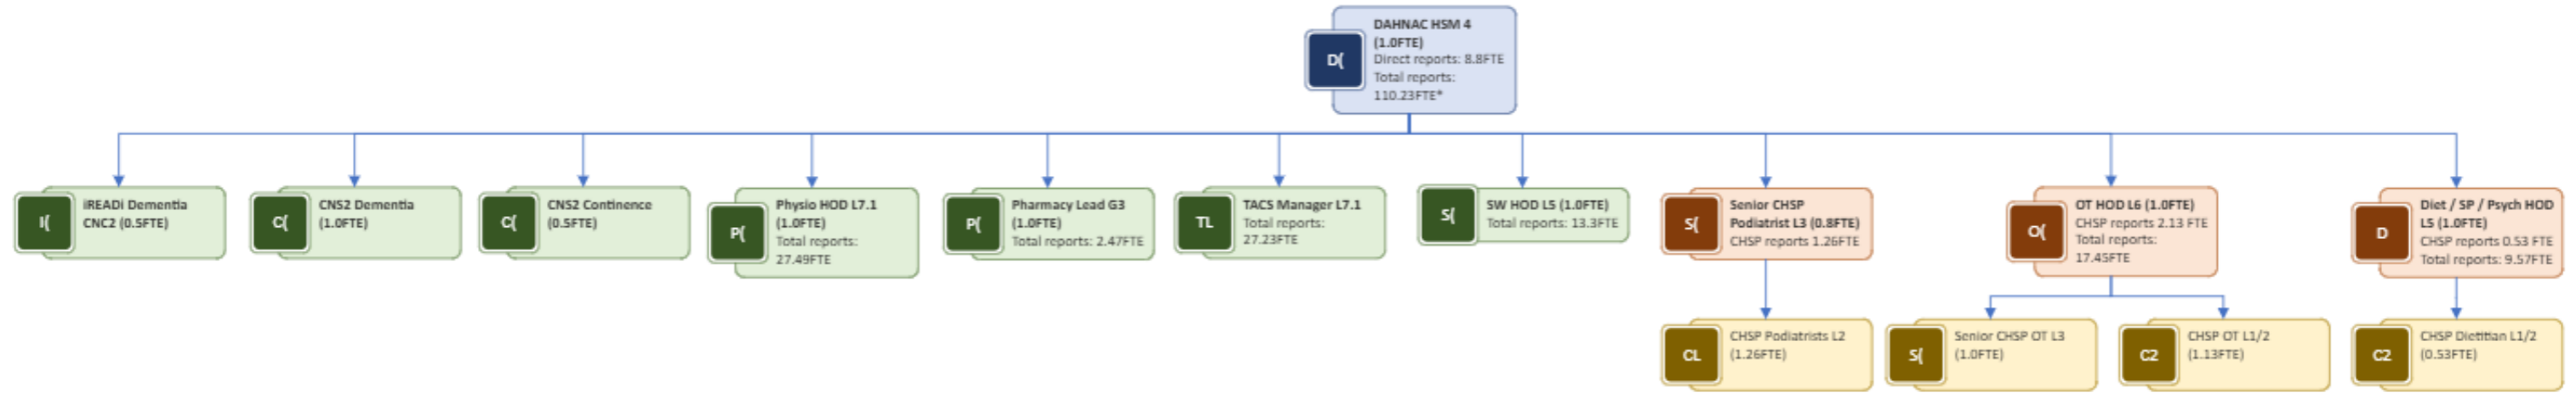 DAHNAC HSM 4
(1.0FTE)
D(
Direct reports: 8.8FTE
Total reports:
110.23FTE*
I(
iREADi Dementia
CNC2 (0.5FTE)
C(
CNS2 Dementia
(1.0FTE)
C(
CNS2 Continence
(0.5FTE)
P(
Physio HOD L7.1
(1.0FTE)
Total reports:
27.49FTE
P(
Pharmacy Lead G3
(1.0FTE)
Total reports: 2.47FTE
TL
TACS Manager L7.1
Total reports:
27.23FTE
S(
SW HOD L5 (1.0FTE)
Total reports: 13.3FTE
S(
Senior CHSP
Podiatrist L3 (0.8FTE)
CHSP reports 1.26FTE
O(
OT HOD L6 (1.0FTE)
CHSP reports 2.13 FTE
Total reports:
17.45FTE
D
Diet / SP / Psych HOD
L5 (1.0FTE)
CHSP reports 0.53 FTE
Total reports: 9.57FTE
CL
CHSP Podiatrists L2
(1.26FTE)
S(
Senior CHSP OT L3
(1.0FTE)
C2
CHSP OT L1/2
(1.13FTE)
C2
CHSP Dietitian L1/2
(0.53FTE)